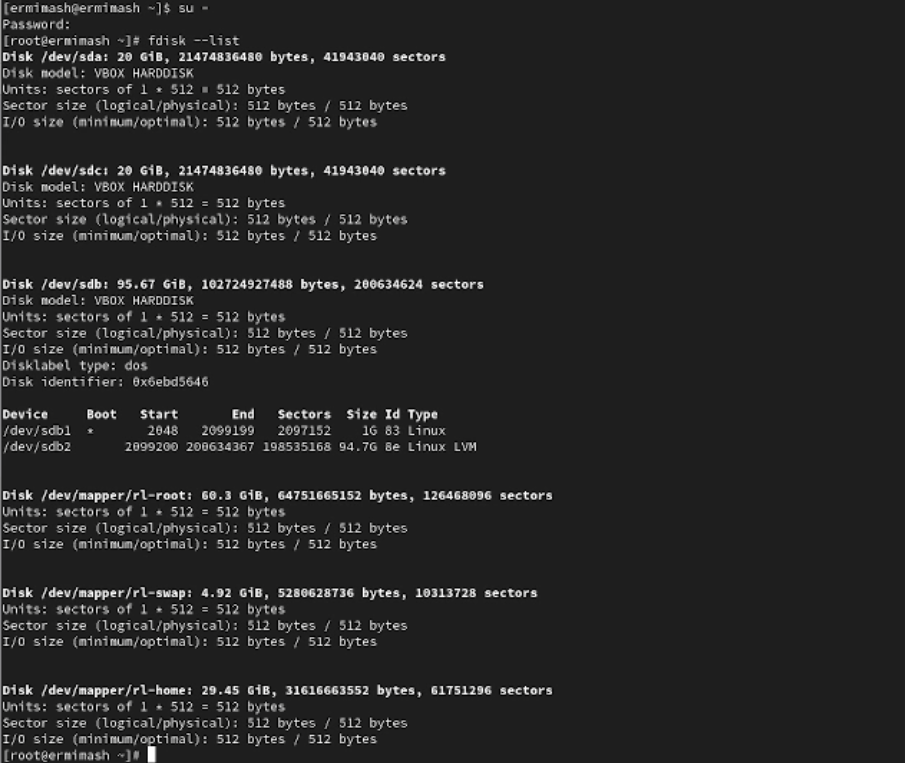 [ermimash@ermimash ~]$ su -
Password:
[root@ermimash ~]# fdisk --list
Disk /dev/sda: 20 GiB, 21474836480 bytes, 41943040 sectors
Disk model: VBOX HARDDISK
Units: sectors of 1 * 512 = 512 bytes
Sector size (logical/physical): 512 bytes / 512 bytes
I/O size (minimum/optimal): 512 bytes / 512 bytes
Disk /dev/sdc: 20 GiB, 21474836480 bytes, 41943040 sectors
Disk model: VBOX HARDDISK
Units: sectors of 1 * 512 = 512 bytes
Sector size (logical/physical): 512 bytes / 512 bytes
I/O size (minimum/optimal): 512 bytes / 512 bytes
Disk /dev/sdb: 95.67 GiB, 102724927488 bytes, 200634624 sectors
Disk model: VBOX HARDDISK
Units: sectors of 1 * 512 = 512 bytes
Sector size (logical/physical): 512 bytes / 512 bytes
I/O size (minimum/optimal): 512 bytes / 512 bytes
Disklabel type: dos
Disk identifier: 0x6ebd5646
Device     Boot   Start       End   Sectors  Size Id Type
/dev/sdb1  *       2048   2099199   2097152    1G 83 Linux
/dev/sdb2       2099200 200634367 198535168 94.7G 8e Linux LVM
Disk /dev/mapper/rl-root: 60.3 GiB, 64751665152 bytes, 126468096 sectors
Units: sectors of 1 * 512 = 512 bytes
Sector size (logical/physical): 512 bytes / 512 bytes
I/O size (minimum/optimal): 512 bytes / 512 bytes
Disk /dev/mapper/rl-swap: 4.92 GiB, 5280628736 bytes, 10313728 sectors
Units: sectors of 1 * 512 = 512 bytes
Sector size (logical/physical): 512 bytes / 512 bytes
I/O size (minimum/optimal): 512 bytes / 512 bytes
Disk /dev/mapper/rl-home: 29.45 GiB, 31616663552 bytes, 61751296 sectors
Units: sectors of 1 * 512 = 512 bytes
Sector size (logical/physical): 512 bytes / 512 bytes
I/O size (minimum/optimal): 512 bytes / 512 bytes
[root@ermimash ~]#